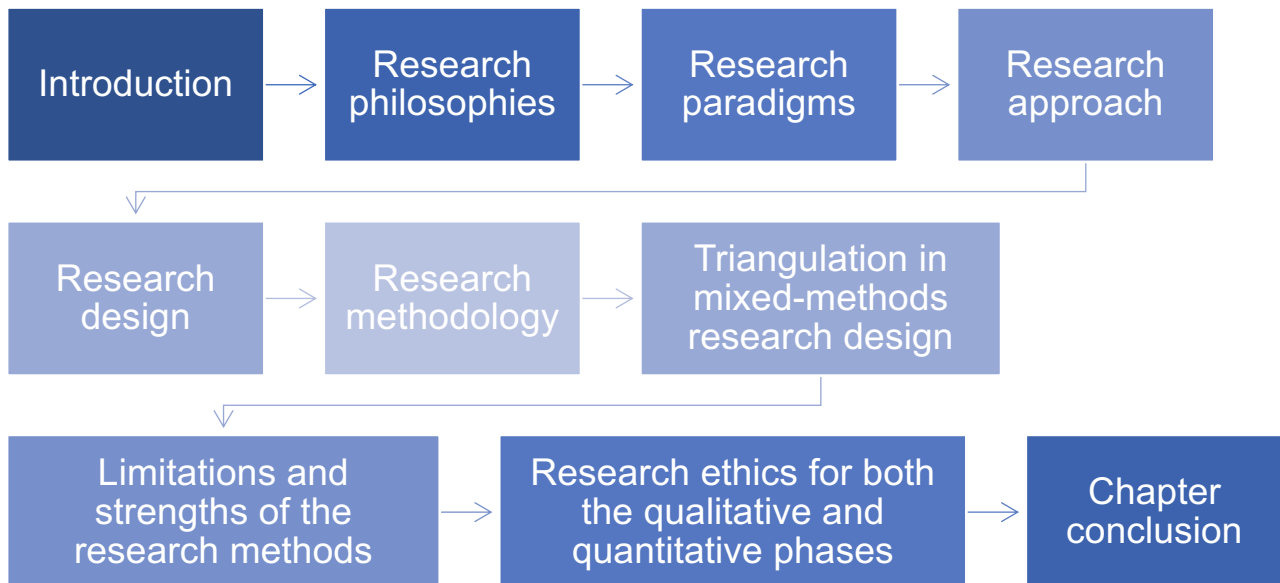 Introduction
Research
philosophies
Research
paradigms
Research
approach
Research
design
Research
methodology
Triangulation in
mixed-methods
research design
Limitations and
strengths of the
research methods
Research ethics for both
the qualitative and
quantitative phases
Chapter
conclusion